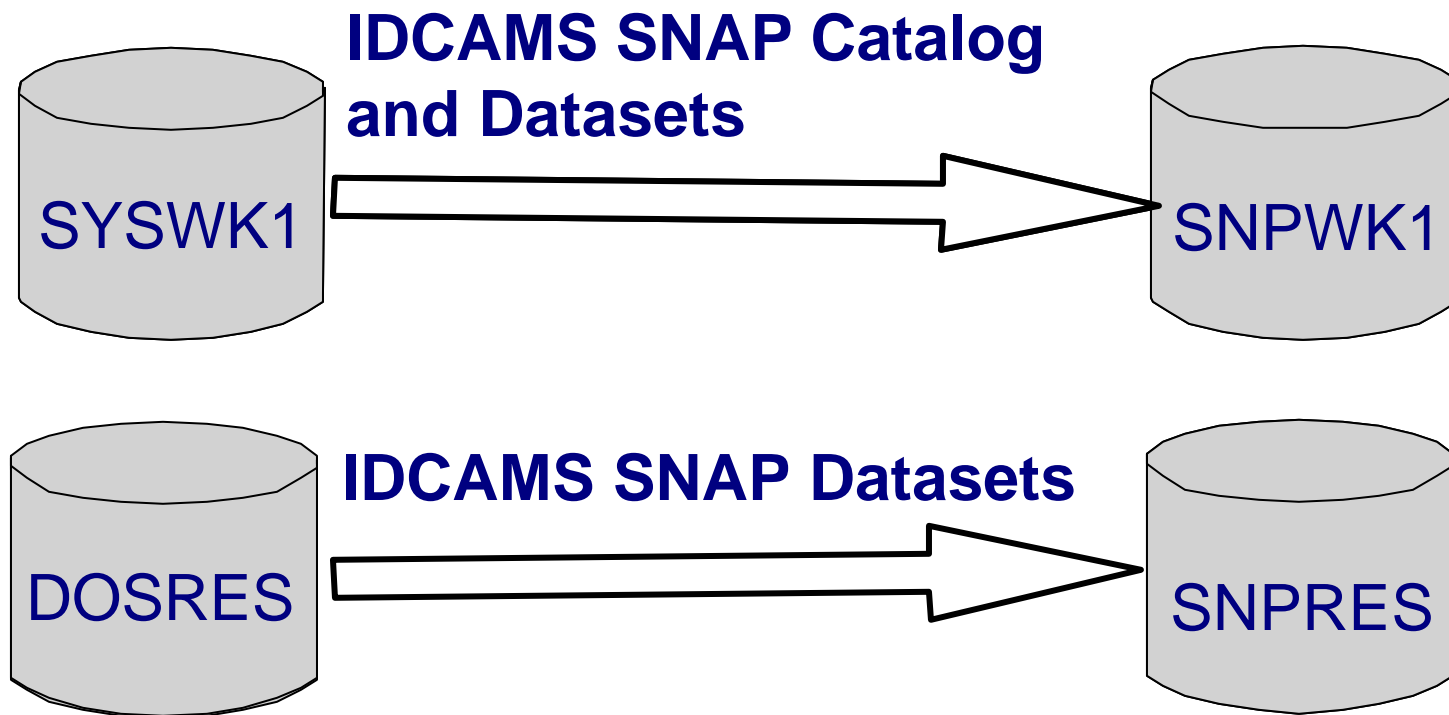 IDCAMS SNAP Catalog
and Datasets
SYSWK1
SNPWK1
IDCAMS SNAP Datasets
DOSRES
SNPRES